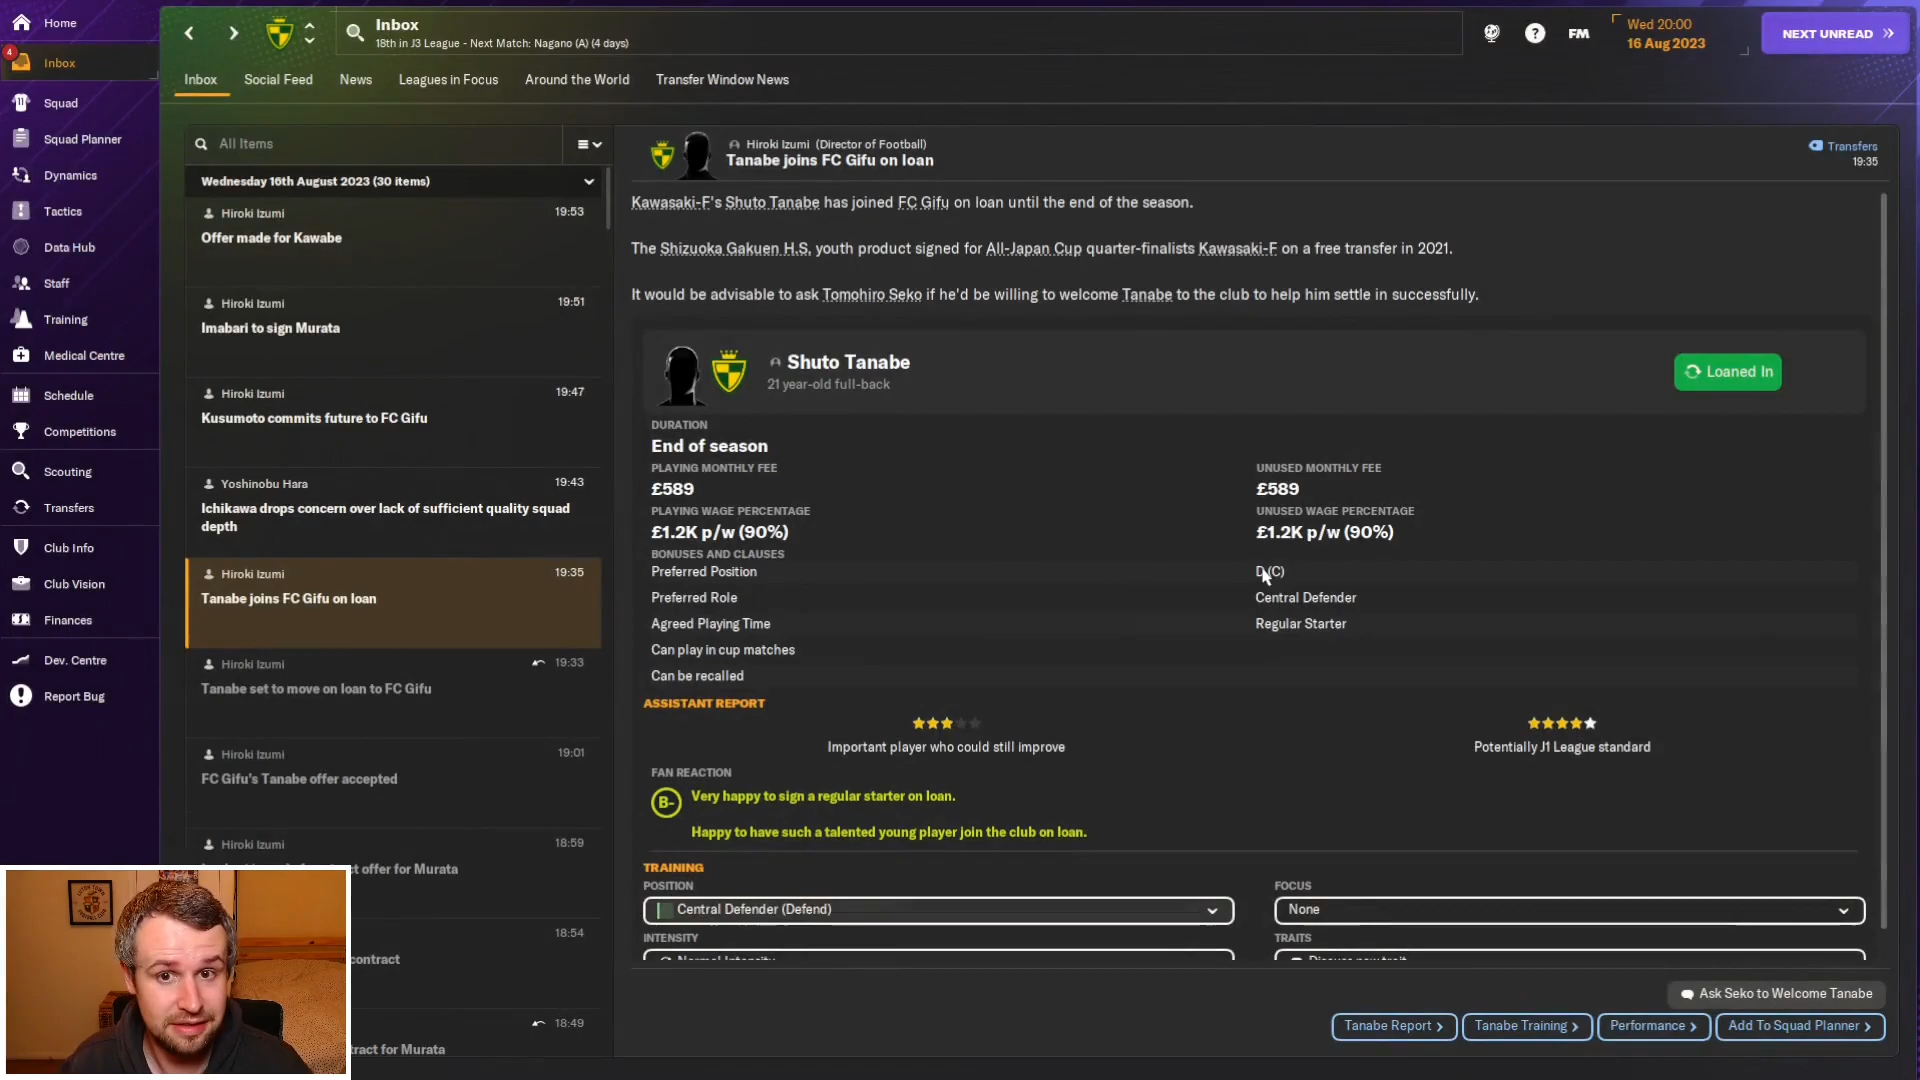 Home
4
Inbox
Squad
Squad Planner
Dynamics
Tactics
Data Hub
Staff
Training
Medical Centre
Schedule
Competitions
Scouting
Transfers
Club Info
Club Vision
Finances
Dev. Centre
Report Bug
Inbox
18th in J3 League - Next Match: Nagano (A) (4 days)
FM
Wed 20:00
16 Aug 2023
NEXT UNREAD
Inbox
Social Feed
News
Leagues in Focus
Around the World
Transfer Window News
All Items
Wednesday 16th August 2023 (30 items)
Hiroki Izumi 19:53
Offer made for Kawabe
Hiroki Izumi 19:51
Imabari to sign Murata
Hiroki Izumi 19:47
Kusumoto commits future to FC Gifu
Yoshinobu Hara 19:43
Ichikawa drops concern over lack of sufficient quality squad
depth
Hiroki Izumi 19:35
Tanabe joins FC Gifu on loan
Hiroki Izumi 19:33
Tanabe set to move on loan to FC Gifu
Hiroki Izumi 19:01
FC Gifu's Tanabe offer accepted
Hiroki Izumi 18:59
offer for Murata
18:54
contract
18:49
for Murata
LUTON TOWN
Hiroki Izumi (Director of Football)
Tanabe joins FC Gifu on loan
Transfers
19:35
Kawasaki-F's Shuto Tanabe has joined FC Gifu on loan until the end of the season.
The Shizuoka Gakuen H.S. youth product signed for All-Japan Cup quarter-finalists Kawasaki-F on a free transfer in 2021.
It would be advisable to ask Tomohiro Seko if he'd be willing to welcome Tanabe to the club to help him settle in successfully.
Shuto Tanabe
21 year-old full-back
Loaned In
DURATION
End of season
PLAYING MONTHLY FEE
£589
UNUSED MONTHLY FEE
£589
PLAYING WAGE PERCENTAGE
£1.2K p/w (90%)
UNUSED WAGE PERCENTAGE
£1.2K p/w (90%)
BONUSES AND CLAUSES
Preferred Position D (C)
Preferred Role Central Defender
Agreed Playing Time Regular Starter
Can play in cup matches
Can be recalled
ASSISTANT REPORT
Important player who could still improve
Potentially J1 League standard
FAN REACTION
B-
Very happy to sign a regular starter on loan.
Happy to have such a talented young player join the club on loan.
TRAINING
POSITION
Central Defender (Defend)
FOCUS
None
INTENSITY
Normal Intensity
TRAITS
Discuss new trait
Ask Seko to Welcome Tanabe
Tanabe Report
Tanabe Training
Performance
Add To Squad Planner